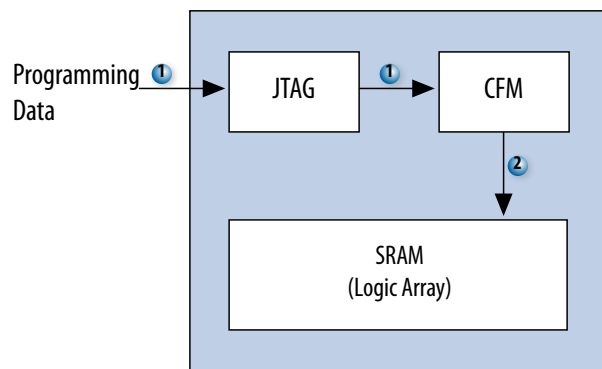 Programming
Data
1
JTAG
1
CFM
2
SRAM
(Logic Array)